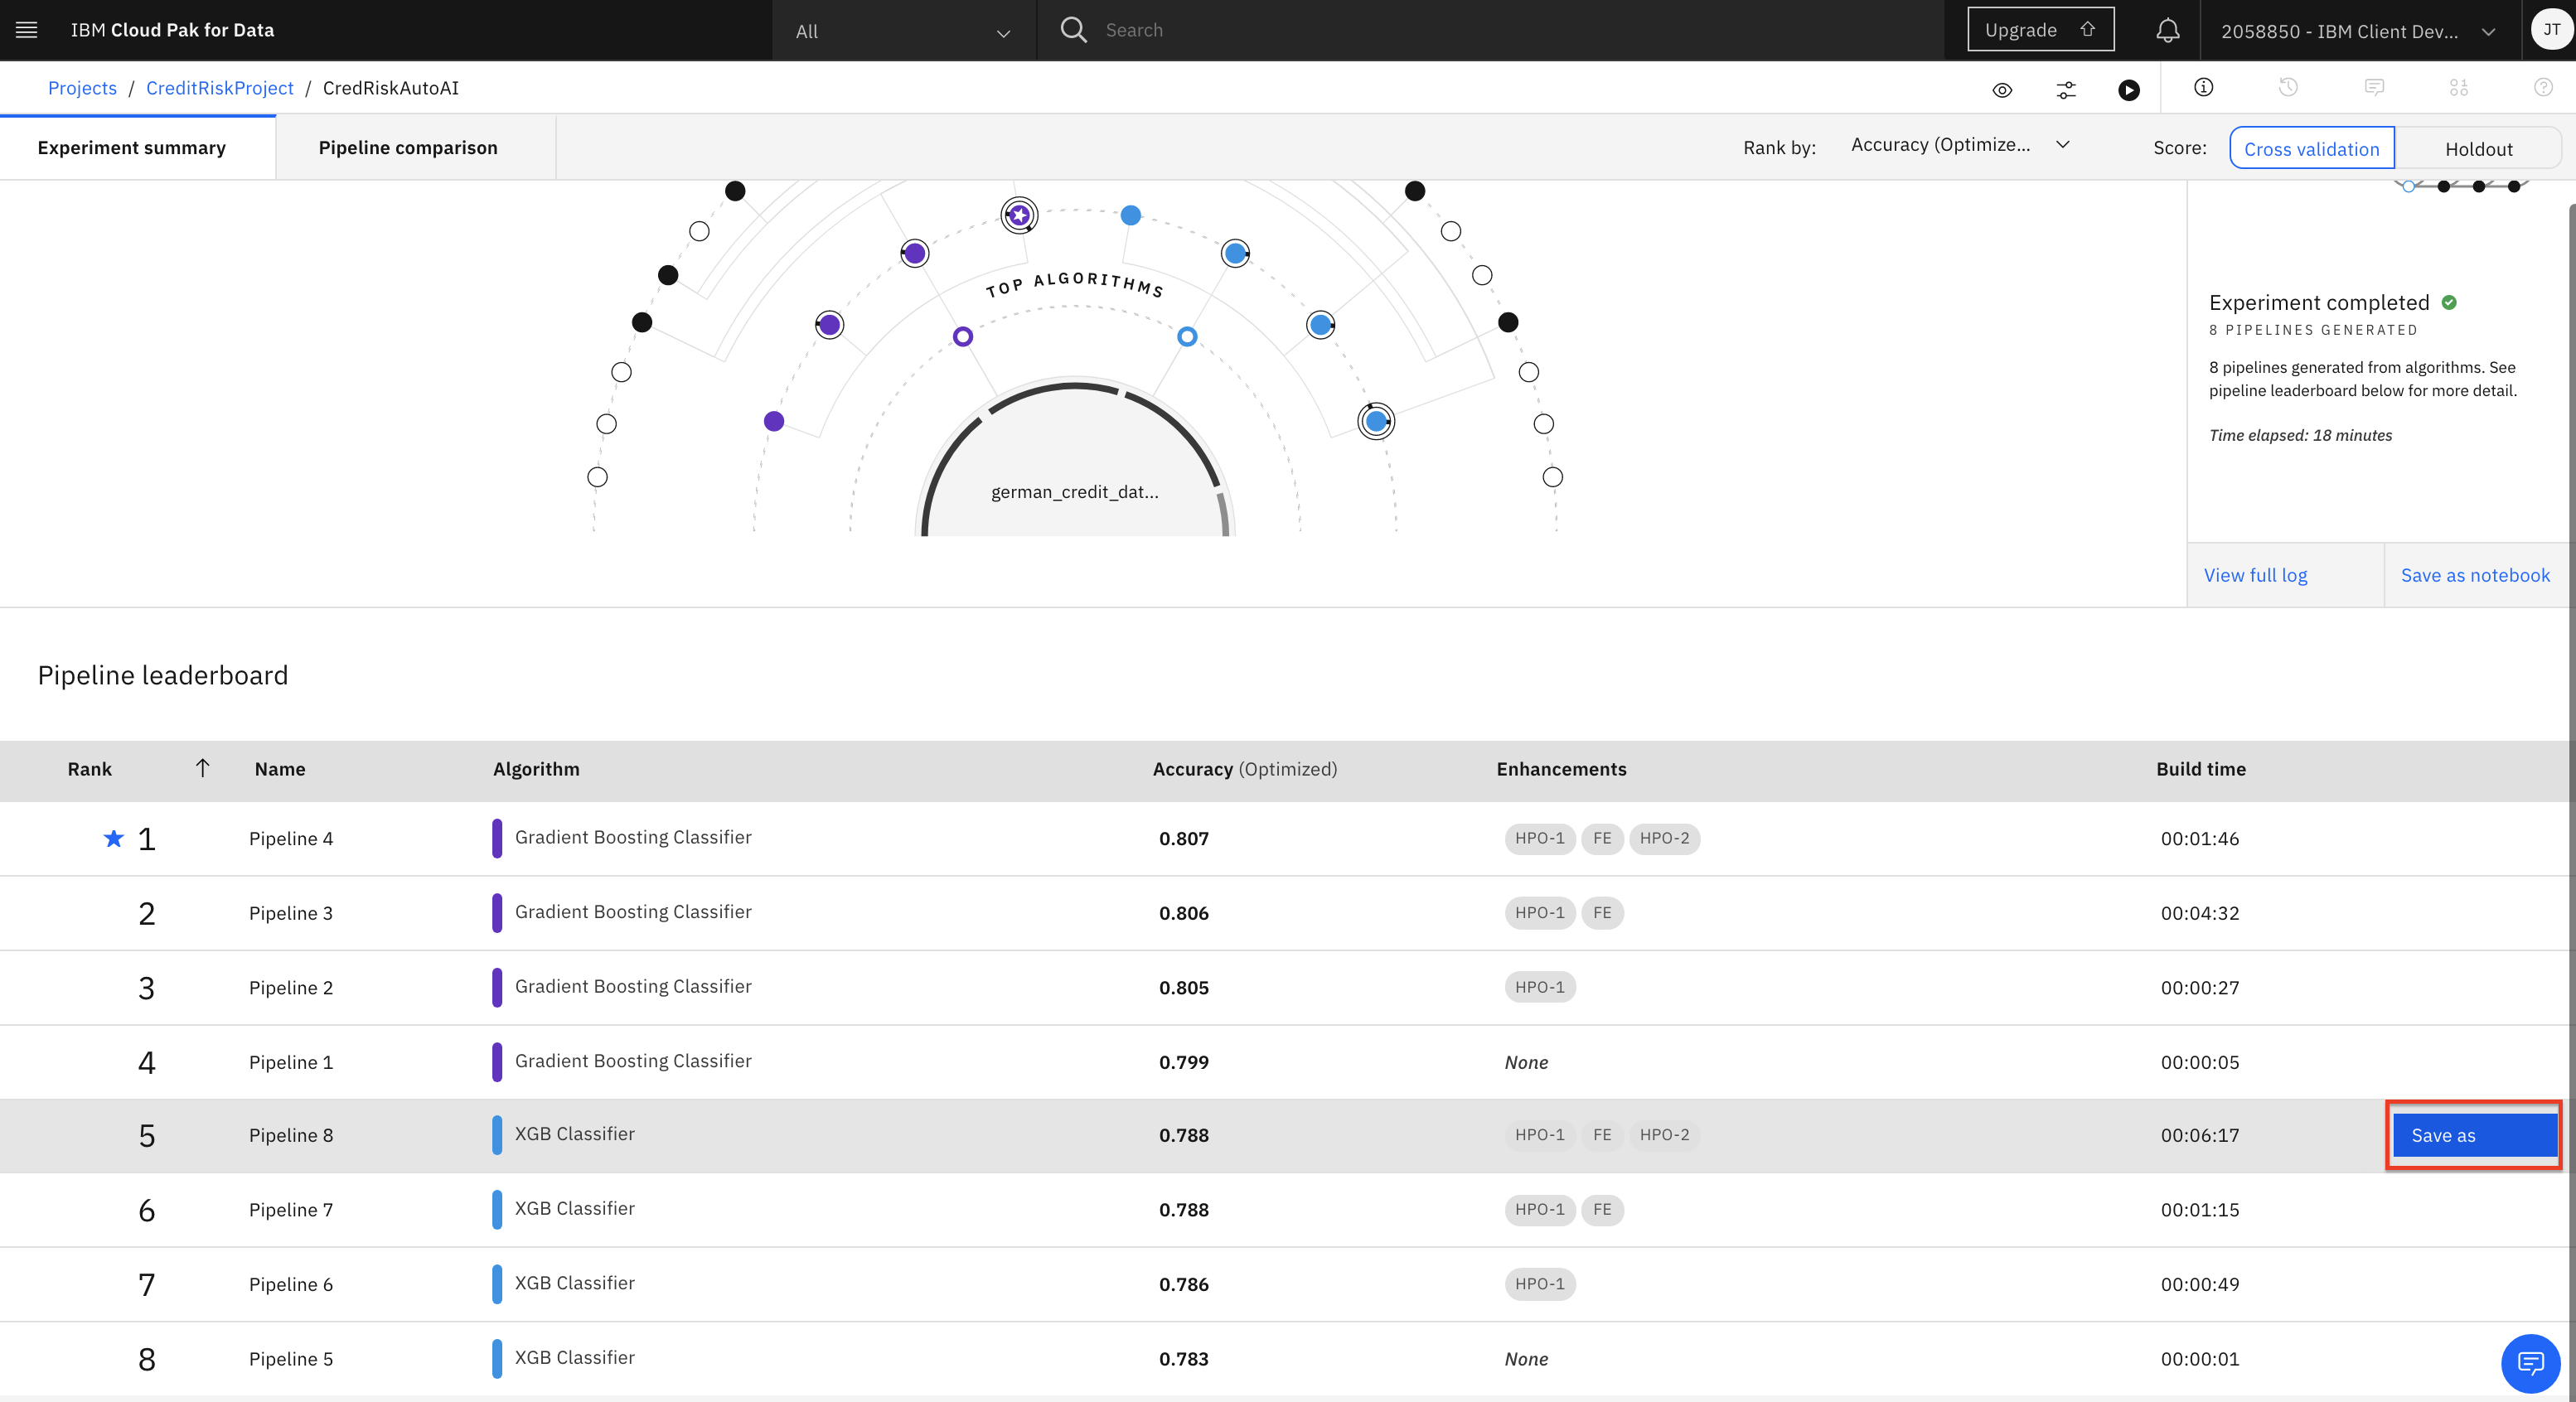 IBM Cloud Pak for Data
All
Search
Upgrade
2058850 - IBM Client Dev...
JT
Projects / CreditRiskProject / CredRiskAutoAI
Experiment summary
Pipeline comparison
Rank by:
Accuracy (Optimize...
Score:
Cross validation
Holdout
TOP ALGORITHMS
german_credit_dat...
Experiment completed
8 PIPELINES GENERATED
8 pipelines generated from algorithms. See
pipeline leaderboard below for more detail.
Time elapsed: 18 minutes
View full log
Save as notebook
Pipeline leaderboard
Rank Name Algorithm Accuracy (Optimized) Enhancements Build time
1 Pipeline 4 Gradient Boosting Classifier 0.807 HPO-1 FE HPO-2 00:01:46
2 Pipeline 3 Gradient Boosting Classifier 0.806 HPO-1 FE 00:04:32
3 Pipeline 2 Gradient Boosting Classifier 0.805 HPO-1 00:00:27
4 Pipeline 1 Gradient Boosting Classifier 0.799 None 00:00:05
5 Pipeline 8 XGB Classifier 0.788 HPO-1 FE HPO-2 00:06:17 Save as
6 Pipeline 7 XGB Classifier 0.788 HPO-1 FE 00:01:15
7 Pipeline 6 XGB Classifier 0.786 HPO-1 00:00:49
8 Pipeline 5 XGB Classifier 0.783 None 00:00:01